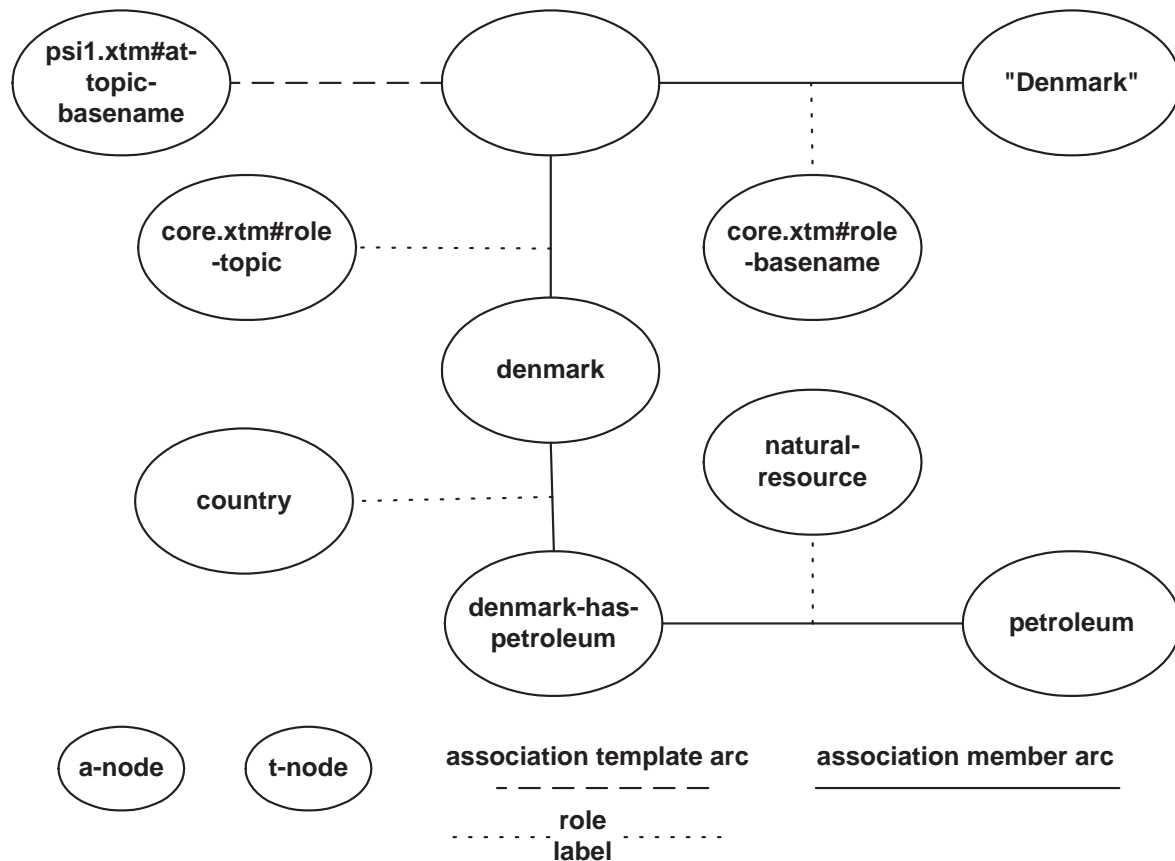 psi1.xtm#at-
topic-
basename
"Denmark"
core.xtm#role
-topic
core.xtm#role
-basename
denmark
country
natural-
resource
denmark-has-
petroleum
petroleum
a-node
t-node
association template arc
association member arc
role
label